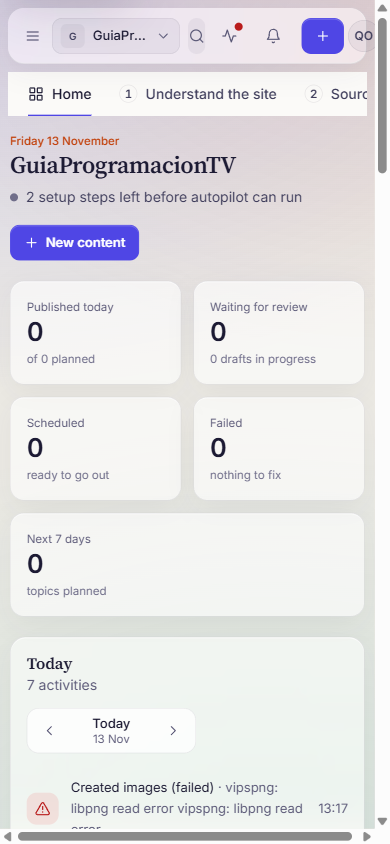 G GuiaPr... QO
Home 1 Understand the site 2 Sourc
Friday 13 November
GuiaProgramacionTV
2 setup steps left before autopilot can run
+ New content
Published today
0
of 0 planned
Waiting for review
0
0 drafts in progress
Scheduled
0
ready to go out
Failed
0
nothing to fix
Next 7 days
0
topics planned
Today
7 activities
Today
13 Nov
Created images (failed) · vipspng:
libpng read error vipspng: libpng read 13:17
error